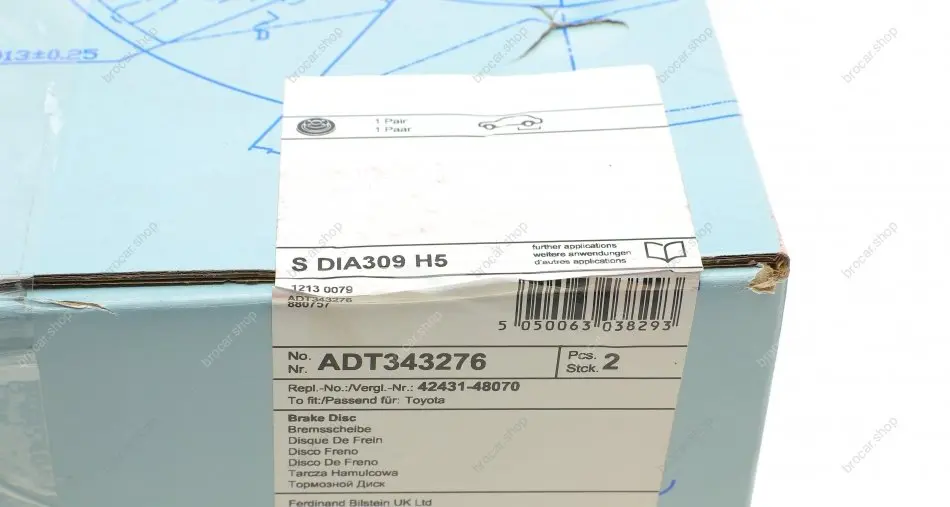 013±0.25
1 Pair
1 Paar
S DIA309 H5
further applications
weitere anwendungen
d'autres applications
1213 0079
ADT343276
880757
5 050063 038293
No.
Nr.
ADT343276
Pcs.
Stck.
2
Repl.-No.:/Vergl.-Nr.: 42431-48070
To fit:/Passend für: Toyota
Brake Disc
Bremsscheibe
Disque De Frein
Disco Freno
Disco De Freno
Tarcza Hamulcowa
Тормозной Диск
Ferdinand Bilstein UK Ltd
brocar.shop